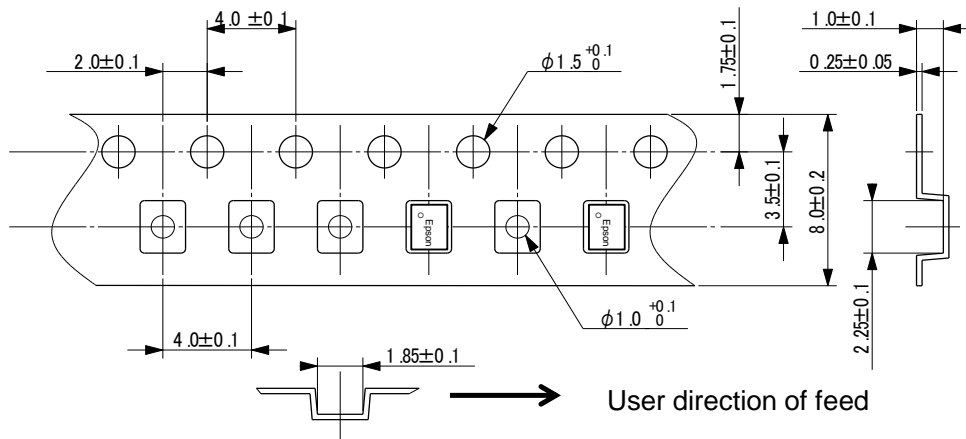 4.0 ±0.1
2.0±0.1
φ1.5 +0.1 0
1.75±0.1
1.0±0.1
0.25±0.05
3.5±0.1
8.0±0.2
Epson
Epson
2.25±0.1
φ1.0 +0.1 0
4.0±0.1
1.85±0.1
User direction of feed